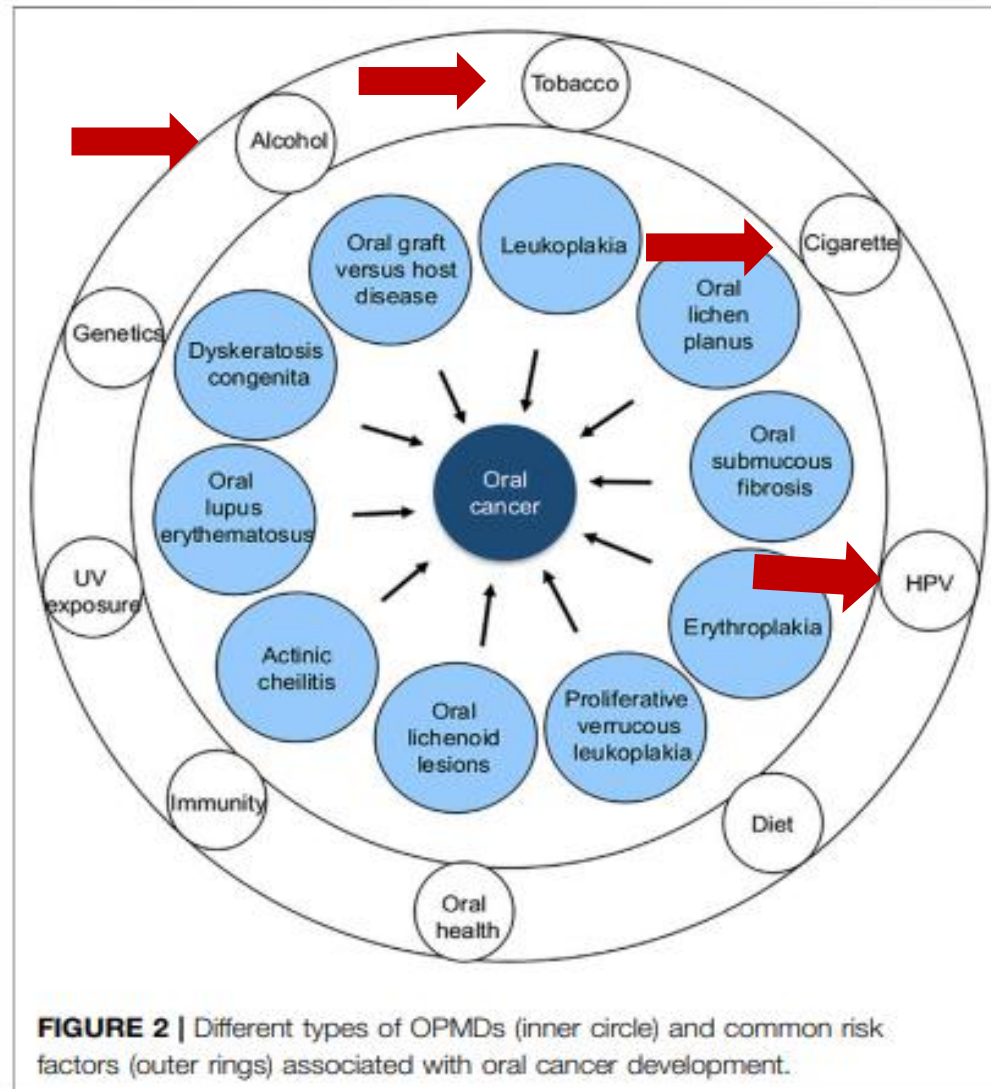 Tobacco
Alcohol
Cigarette
Genetics
HPV
UV
exposure
Immunity
Diet
Oral
health
Leukoplakia
Oral graft
versus host
disease
Oral
lichen
planus
Dyskeratosis
congenita
Oral
submucous
fibrosis
Oral
cancer
Oral
lupus
erythematosus
Erythroplakia
Actinic
cheilitis
Oral
lichenoid
lesions
Proliferative
verrucous
leukoplakia
FIGURE 2 | Different types of OPMDs (inner circle) and common risk
factors (outer rings) associated with oral cancer development.